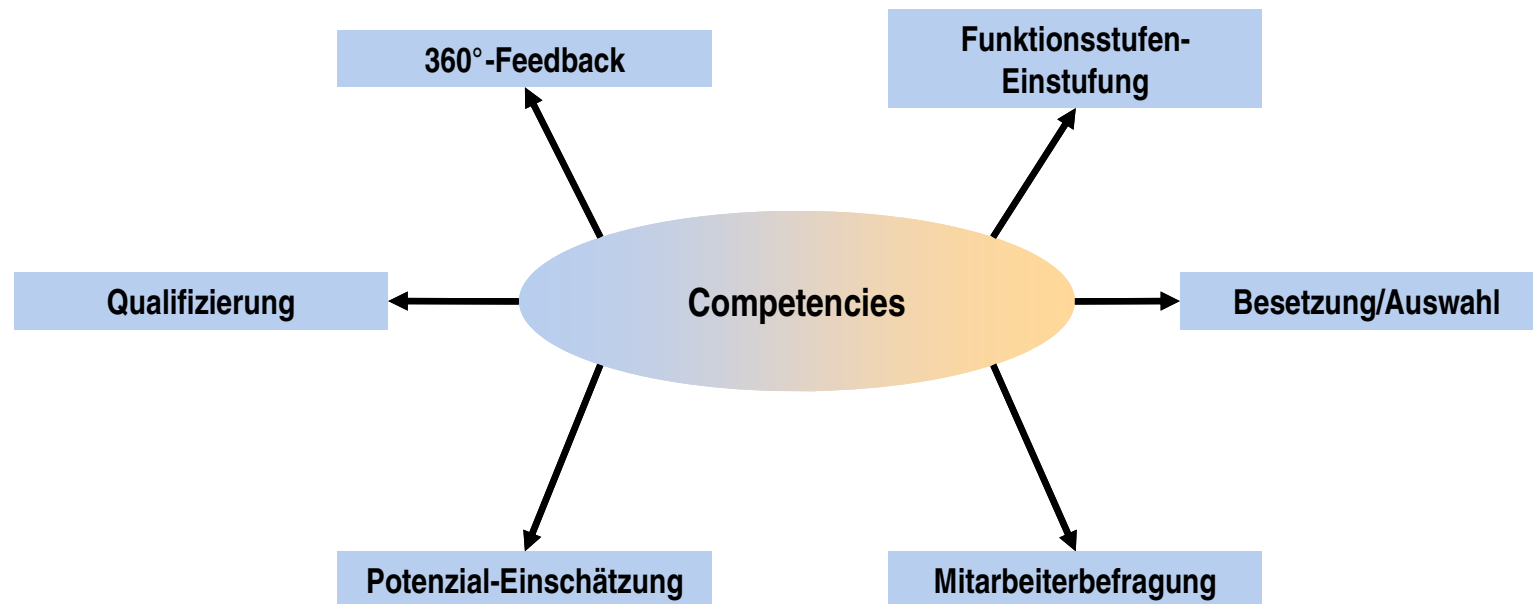 360°-Feedback
Funktionsstufen-
Einstufung
Qualifizierung
Competencies
Besetzung/Auswahl
Potenzial-Einschätzung
Mitarbeiterbefragung